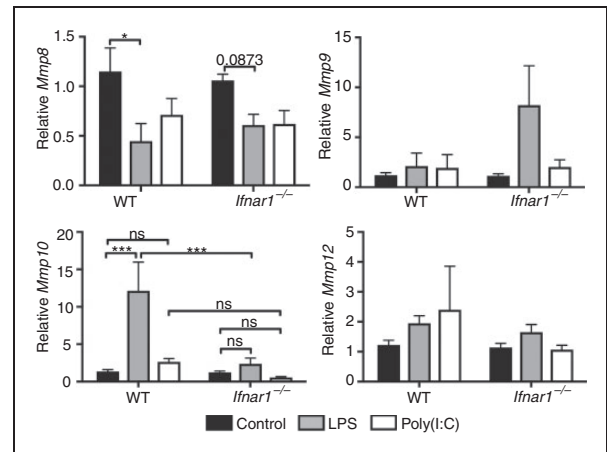 Relative Mmp8
1.5
1.0
0.5
0.0
*
0.0873
WT
Ifnar1−/−
Relative Mmp9
15
10
5
0
WT
Ifnar1−/−
Relative Mmp10
20
15
10
5
0
ns
***
***
ns
ns
ns
WT
Ifnar1−/−
Relative Mmp12
5
4
3
2
1
0
WT
Ifnar1−/−
Control
LPS
Poly(I:C)